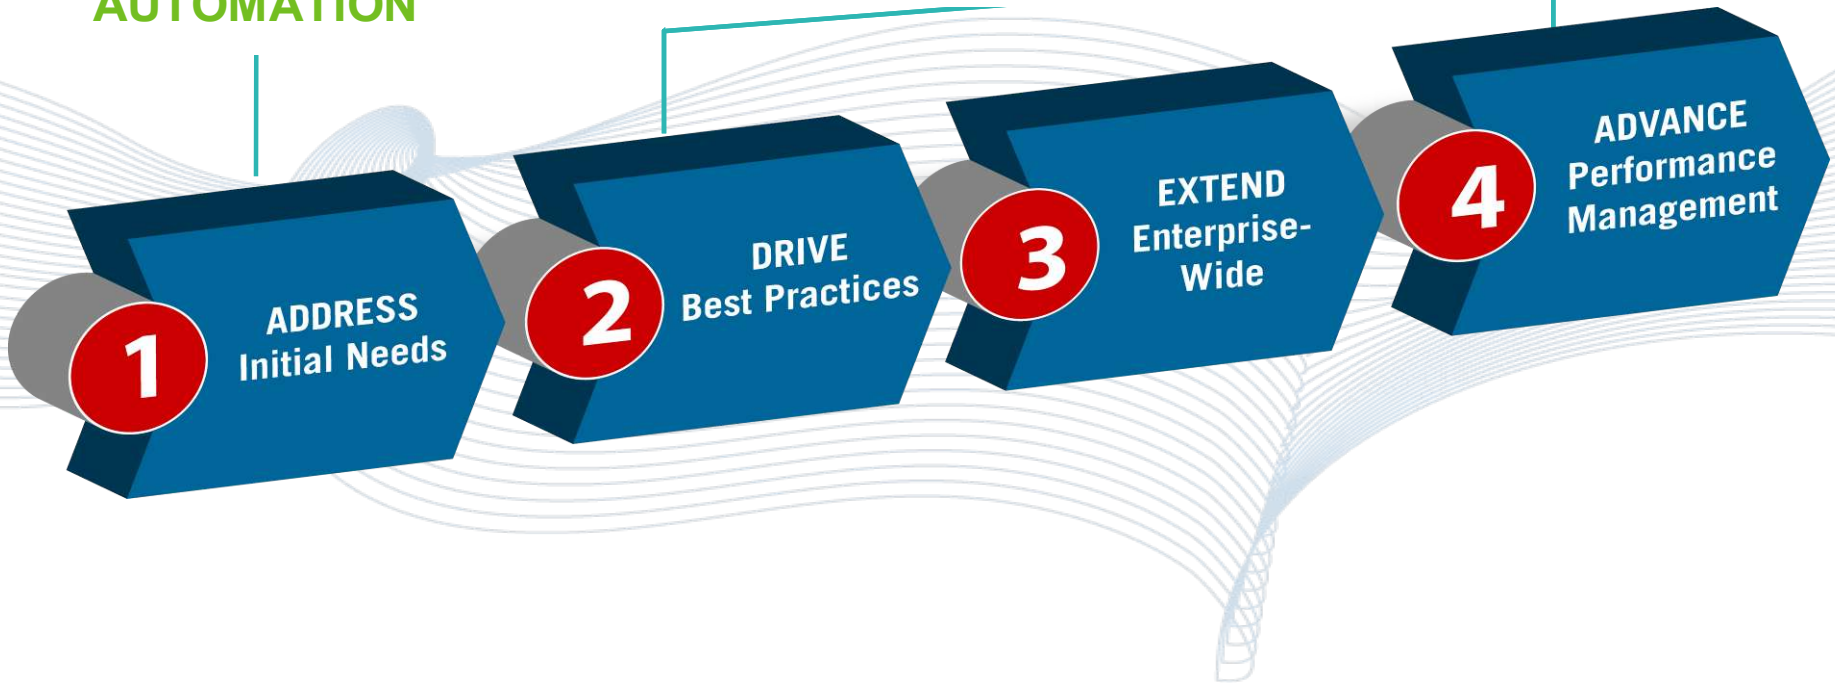 AUTOMATION
1
ADDRESS
Initial Needs
2
DRIVE
Best Practices
3
EXTEND
Enterprise-
Wide
4
ADVANCE
Performance
Management